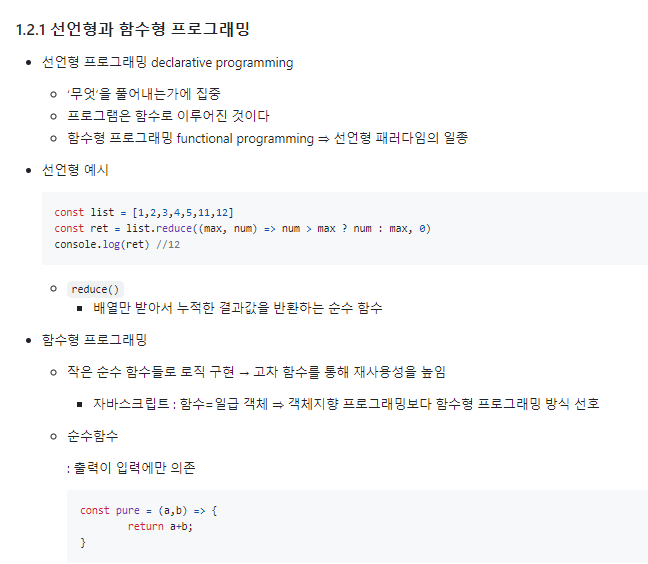 1.2.1 선언형과 함수형 프로그래밍
선언형 프로그래밍 declarative programming
'무엇'을 풀어내는가에 집중
프로그램은 함수로 이루어진 것이다
함수형 프로그래밍 functional programming ⇒ 선언형 패러다임의 일종
선언형 예시
const list = [1,2,3,4,5,11,12]
const ret = list.reduce((max, num) => num > max ? num : max, 0)
console.log(ret) //12
reduce()
배열만 받아서 누적한 결과값을 반환하는 순수 함수
함수형 프로그래밍
작은 순수 함수들로 로직 구현 → 고차 함수를 통해 재사용성을 높임
자바스크립트 : 함수=일급 객체 ⇒ 객체지향 프로그래밍보다 함수형 프로그래밍 방식 선호
순수함수
: 출력이 입력에만 의존
const pure = (a,b) => {
return a+b;
}